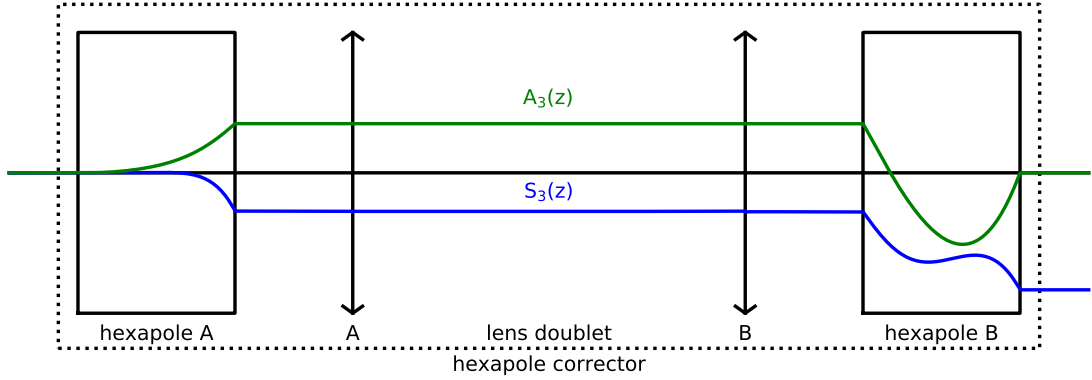 A₃(z)
S₃(z)
hexapole A
A
lens doublet
B
hexapole B
hexapole corrector